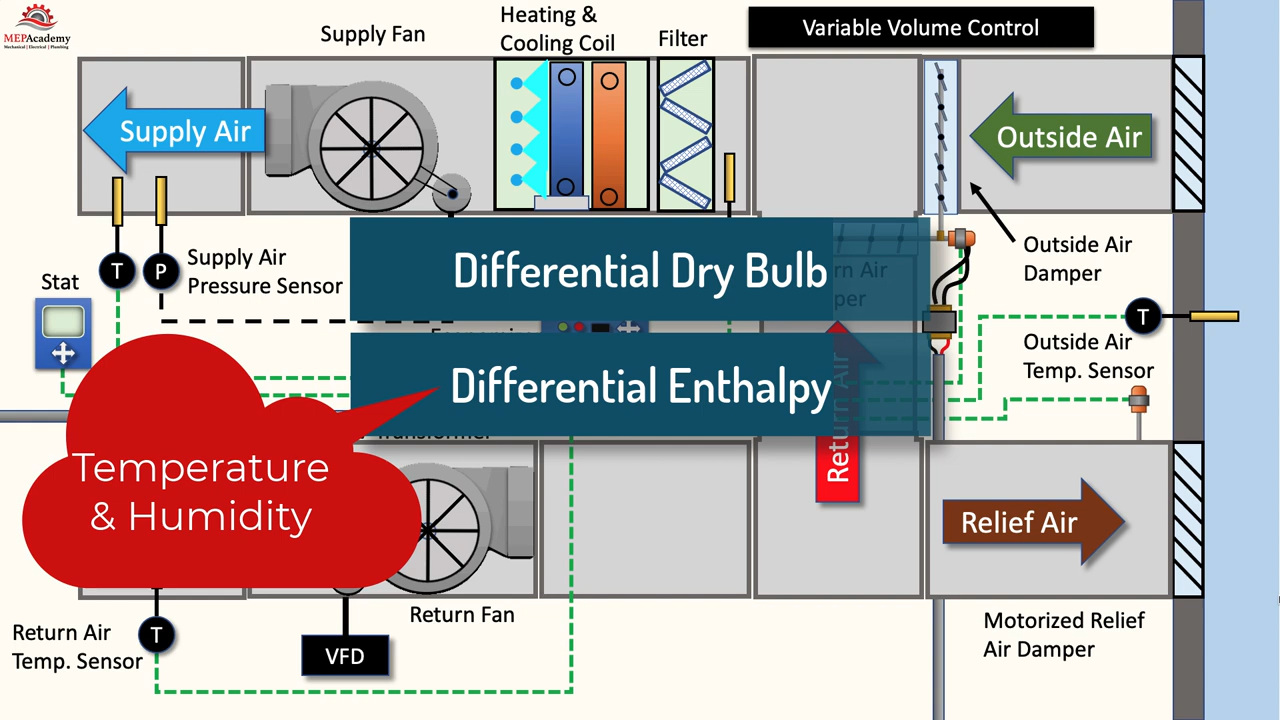 MEPAcademy
Mechanical | Electrical | Plumbing
Supply Fan
Heating &
Cooling Coil
Filter
Variable Volume Control
Supply Air
Outside Air
Stat
T
P
Supply Air
Pressure Sensor
Differential Dry Bulb
Outside Air
Damper
T
Outside Air
Temp. Sensor
Differential Enthalpy
Return Air
Temperature
& Humidity
Relief Air
Return Fan
Return Air
Temp. Sensor
T
VFD
Motorized Relief
Air Damper